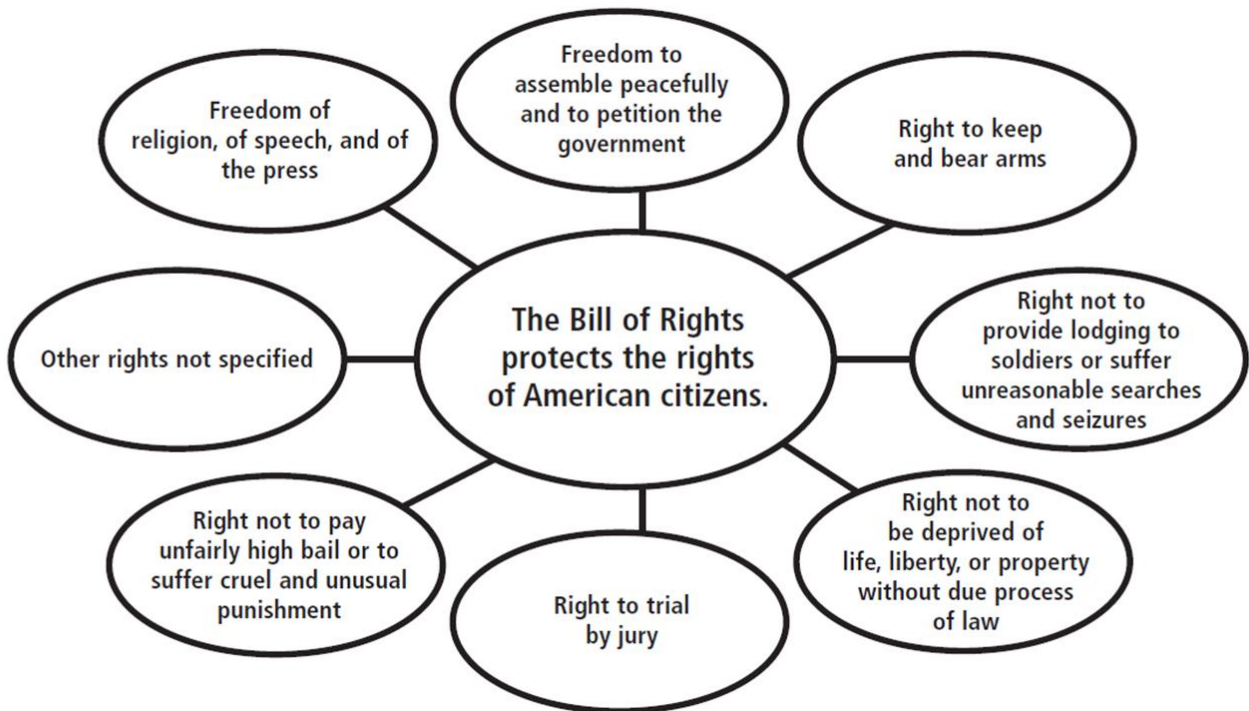 Freedom to
assemble peacefully
and to petition the
government
Freedom of
religion, of speech, and of
the press
Right to keep
and bear arms
The Bill of Rights
protects the rights
of American citizens.
Other rights not specified
Right not to
provide lodging to
soldiers or suffer
unreasonable searches
and seizures
Right not to pay
unfairly high bail or to
suffer cruel and unusual
punishment
Right to trial
by jury
Right not to
be deprived of
life, liberty, or property
without due process
of law